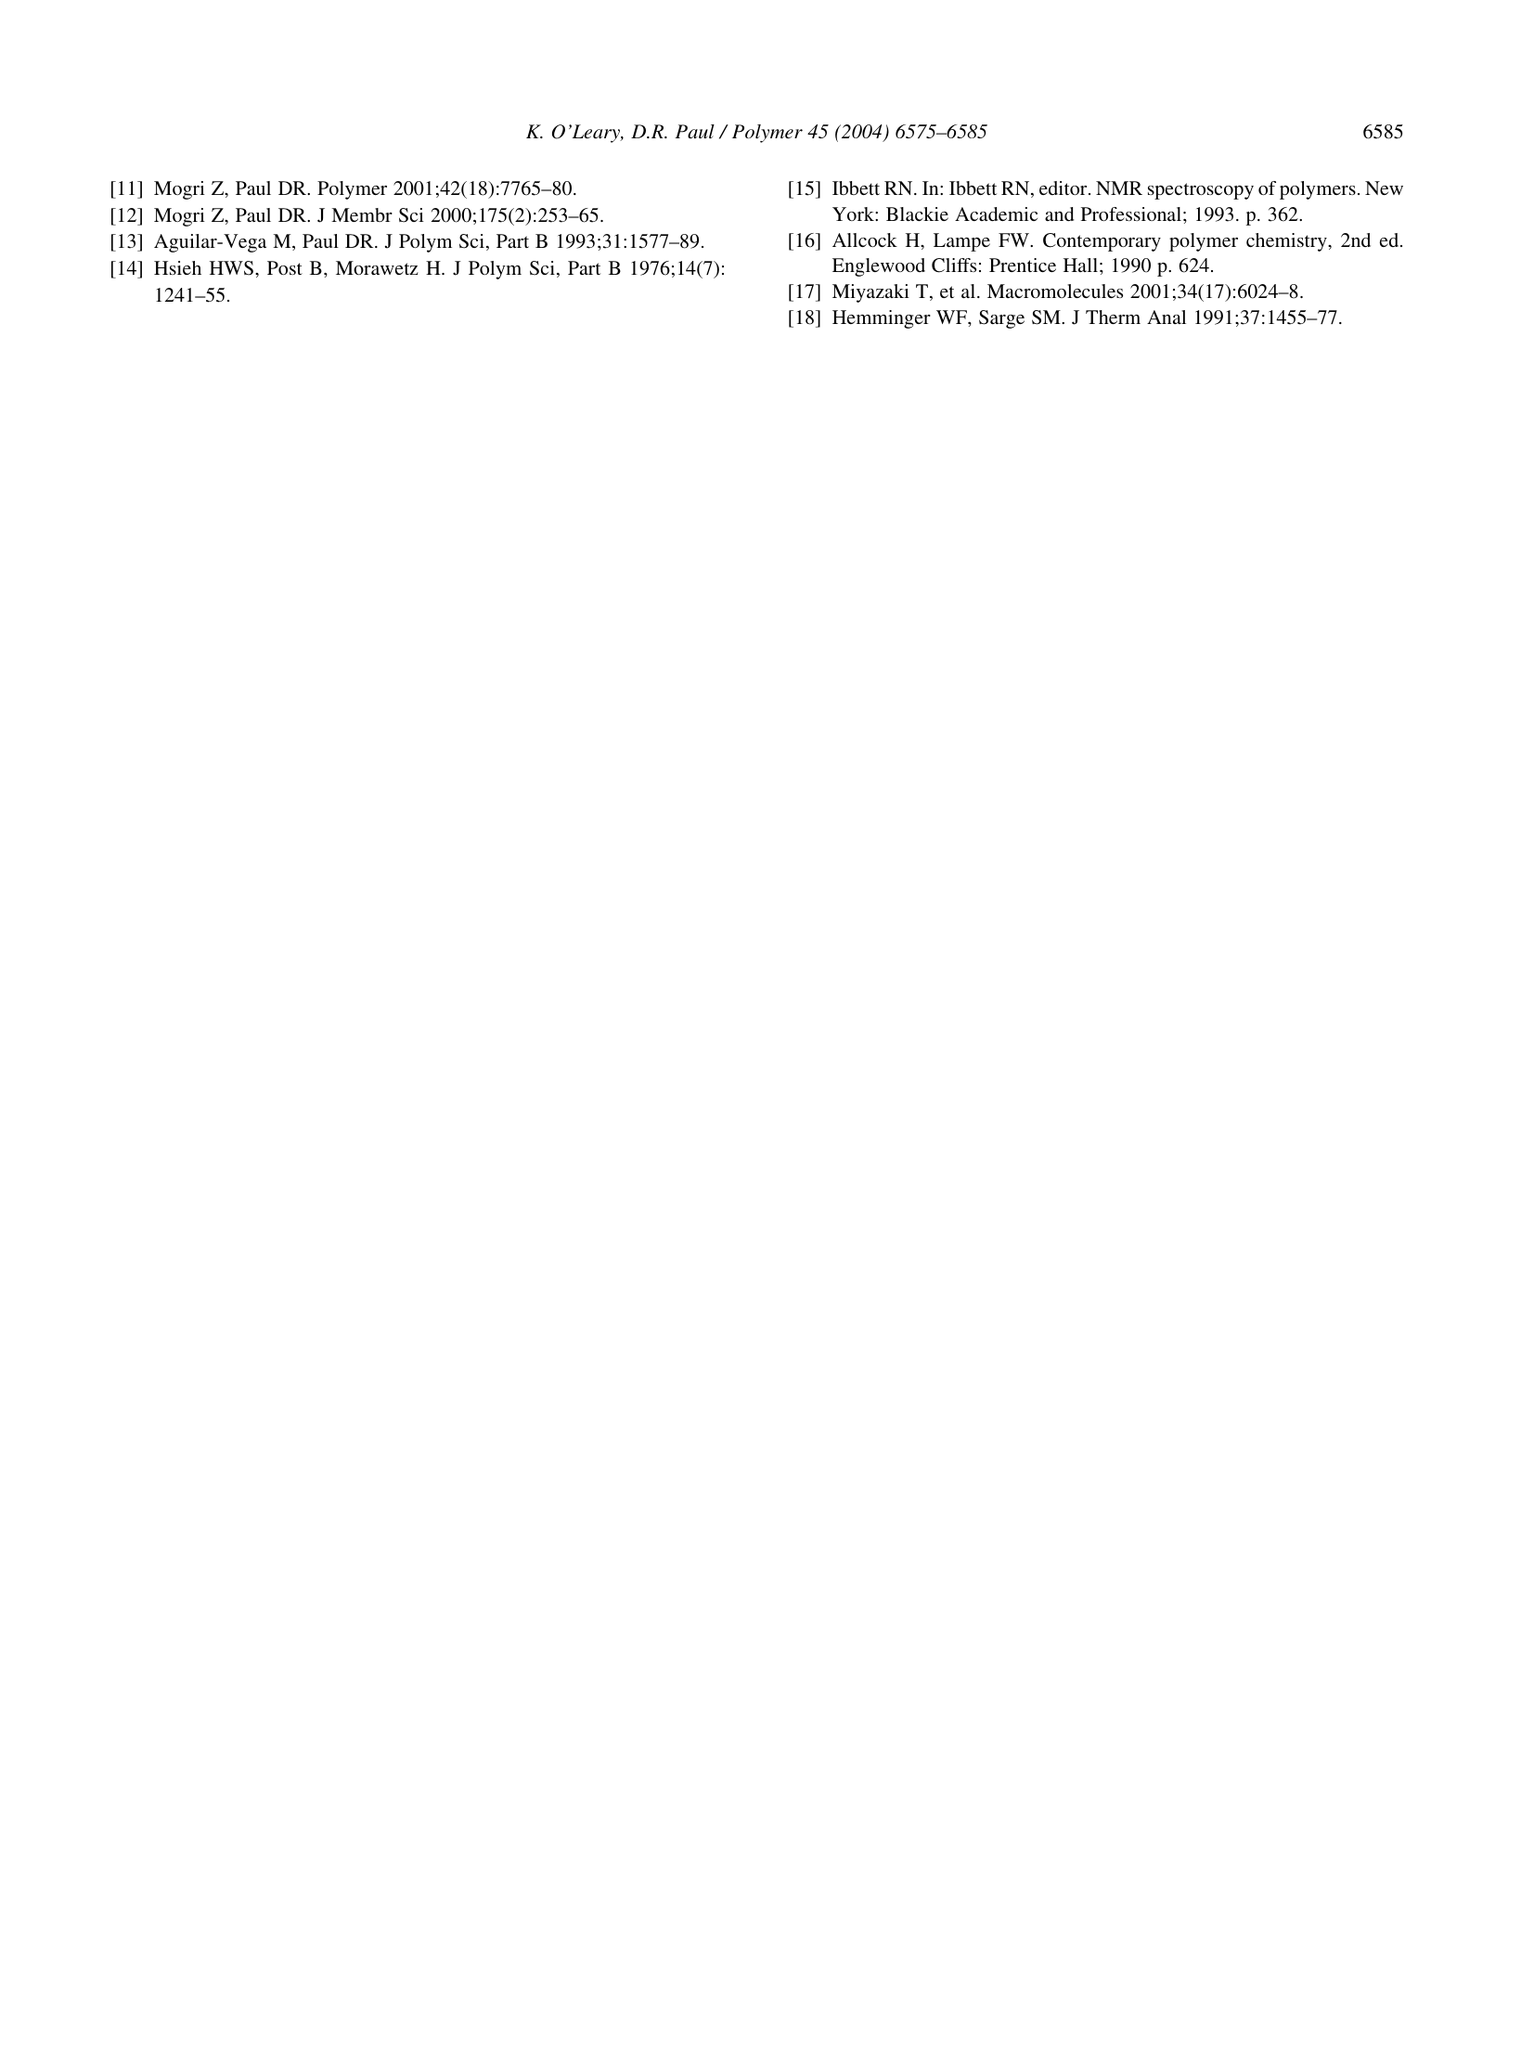 K. O'Leary, D.R. Paul / Polymer 45 (2004) 6575–6585
6585
[11] Mogri Z, Paul DR. Polymer 2001;42(18):7765–80.
[12] Mogri Z, Paul DR. J Membr Sci 2000;175(2):253–65.
[13] Aguilar-Vega M, Paul DR. J Polym Sci, Part B 1993;31:1577–89.
[14] Hsieh HWS, Post B, Morawetz H. J Polym Sci, Part B 1976;14(7):
1241–55.
[15] Ibbett RN. In: Ibbett RN, editor. NMR spectroscopy of polymers. New
York: Blackie Academic and Professional; 1993. p. 362.
[16] Allcock H, Lampe FW. Contemporary polymer chemistry, 2nd ed.
Englewood Cliffs: Prentice Hall; 1990 p. 624.
[17] Miyazaki T, et al. Macromolecules 2001;34(17):6024–8.
[18] Hemminger WF, Sarge SM. J Therm Anal 1991;37:1455–77.